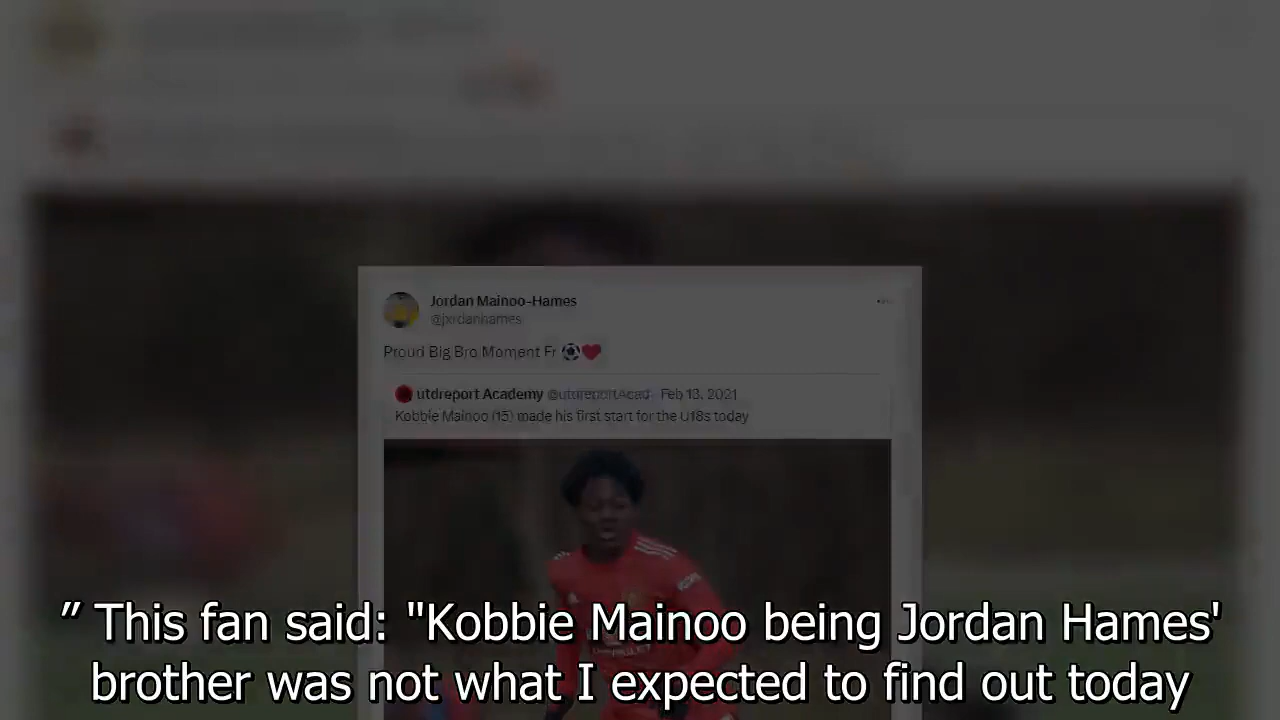 Jordan Mainoo-Hames
@jxrdanhames
Proud Big Bro Moment Fr ⚽❤️
utdreport Academy @utdreportAcad · Feb 13, 2021
Kobbie Mainoo (15) made his first start for the U18s today
" This fan said: "Kobbie Mainoo being Jordan Hames'
brother was not what I expected to find out today